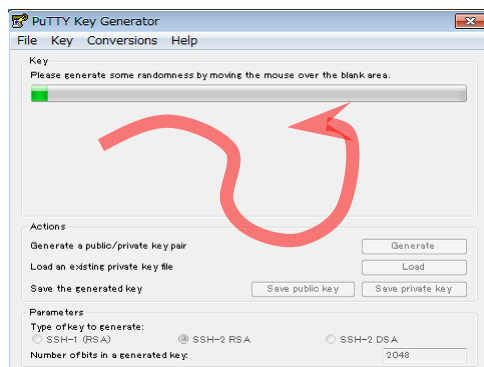 PuTTY Key Generator
File Key Conversions Help
Key
Please generate some randomness by moving the mouse over the blank area.
Actions
Generate a public/private key pair
Generate
Load an existing private key file
Load
Save the generated key
Save public key
Save private key
Parameters
Type of key to generate:
SSH-1 (RSA)
SSH-2 RSA
SSH-2 DSA
Number of bits in a generated key:
2048